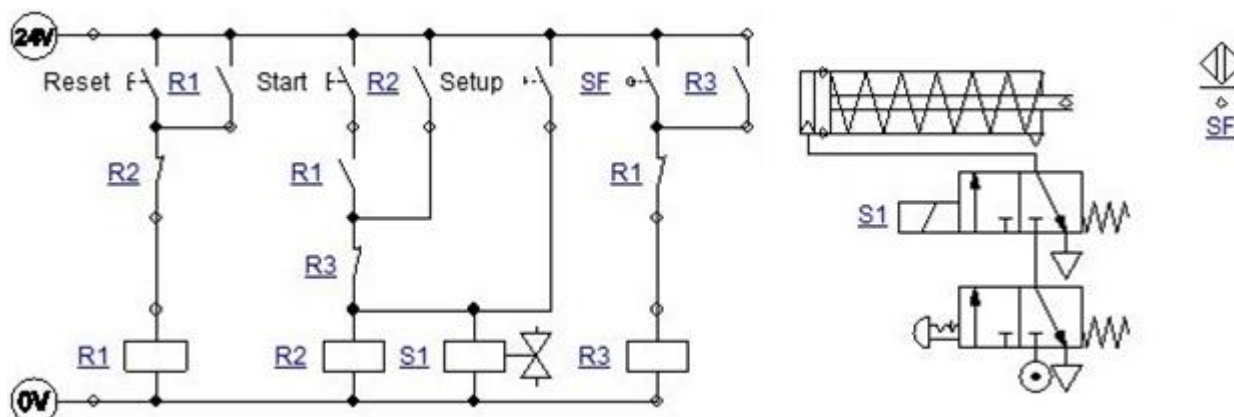 24V
Reset R1 Start R2 Setup SF R3
SF
R2 R1 R1
S1
R3
R1 R2 S1 R3
0V